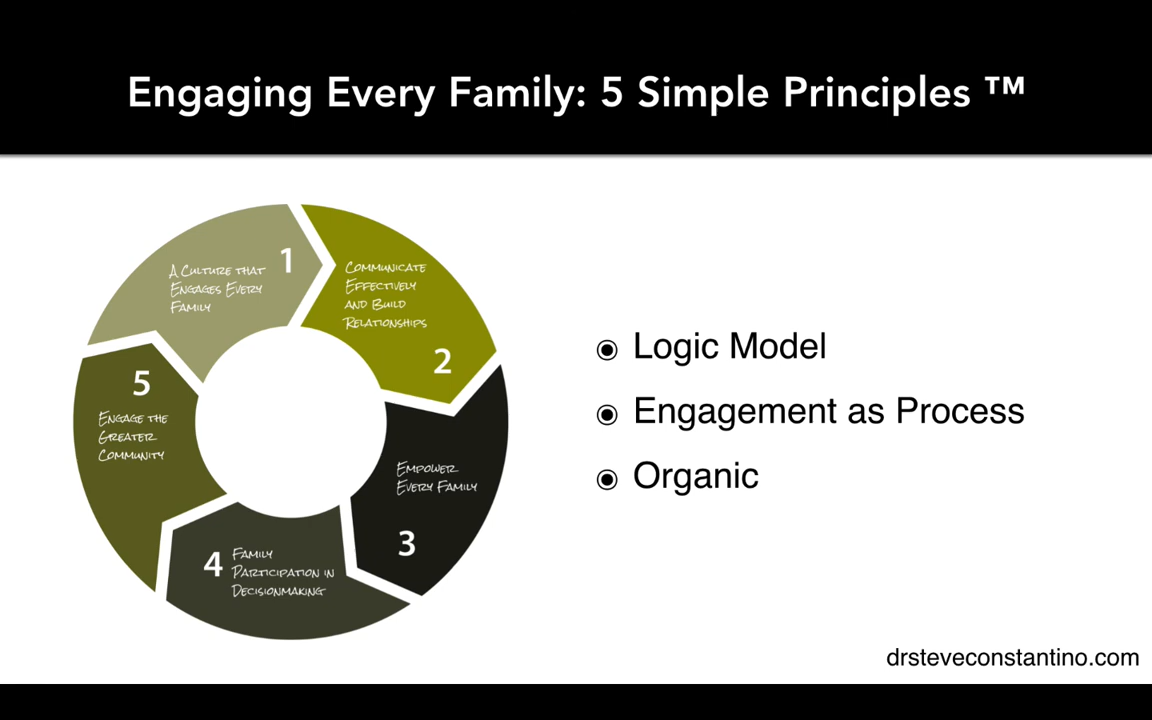 Engaging Every Family: 5 Simple Principles ™
1
A Culture that
Engages Every
Family
Communicate
Effectively
and Build
Relationships
2
Empower
Every Family
3
4
Family
Participation in
Decisionmaking
5
Engage the
Greater
Community
Logic Model
Engagement as Process
Organic
drsteveconstantino.com